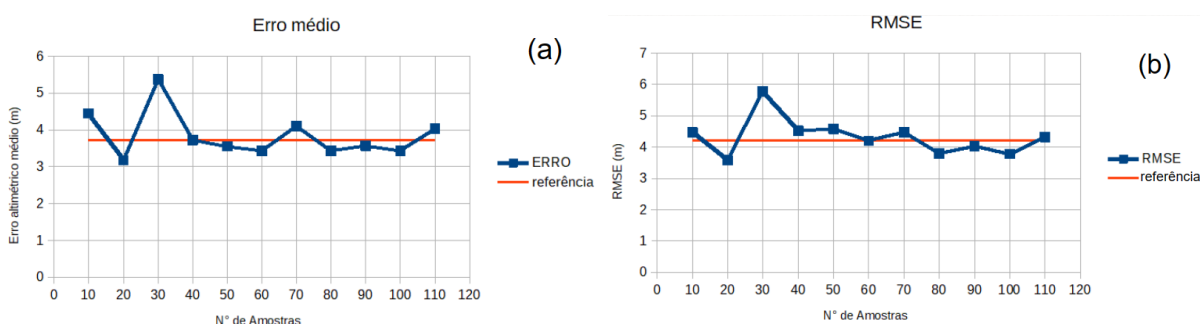 Erro médio
(a)
6
5
4
3
2
1
0
0 10 20 30 40 50 60 70 80 90 100 110 120
Erro altimétrico médio (m)
N° de Amostras
ERRO
referência
RMSE
(b)
7
6
5
4
3
2
1
0
0 10 20 30 40 50 60 70 80 90 100 110 120
RMSE (m)
N° de Amostras
RMSE
referência